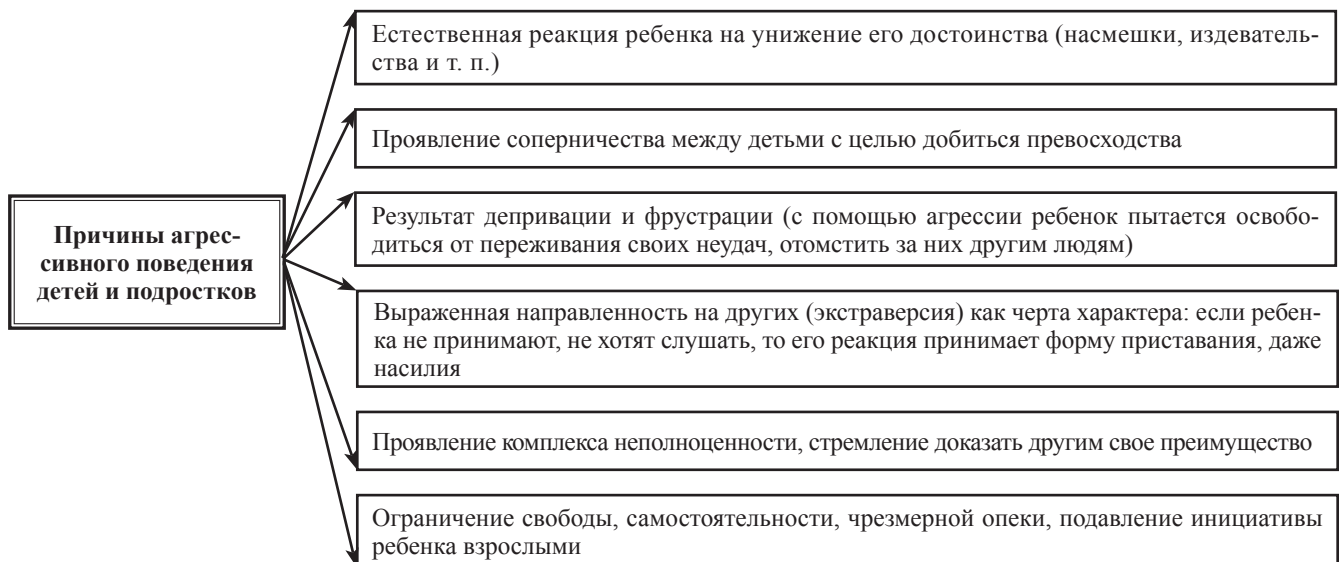 Естественная реакция ребенка на унижение его достоинства (насмешки, издеватель-
ства и т. п.)
Проявление соперничества между детьми с целью добиться превосходства
Причины агрес-
сивного поведения
детей и подростков
Результат депривации и фрустрации (с помощью агрессии ребенок пытается освобо-
диться от переживания своих неудач, отомстить за них другим людям)
Выраженная направленность на других (экстраверсия) как черта характера: если ребен-
ка не принимают, не хотят слушать, то его реакция принимает форму приставания, даже
насилия
Проявление комплекса неполноценности, стремление доказать другим свое преимущество
Ограничение свободы, самостоятельности, чрезмерной опеки, подавление инициативы
ребенка взрослыми